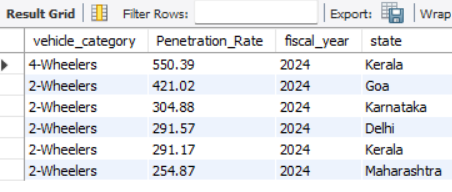 Result Grid Filter Rows: Export: Wrap
vehicle_category Penetration_Rate fiscal_year state
4-Wheelers 550.39 2024 Kerala
2-Wheelers 421.02 2024 Goa
2-Wheelers 304.88 2024 Karnataka
2-Wheelers 291.57 2024 Delhi
2-Wheelers 291.17 2024 Kerala
2-Wheelers 254.87 2024 Maharashtra